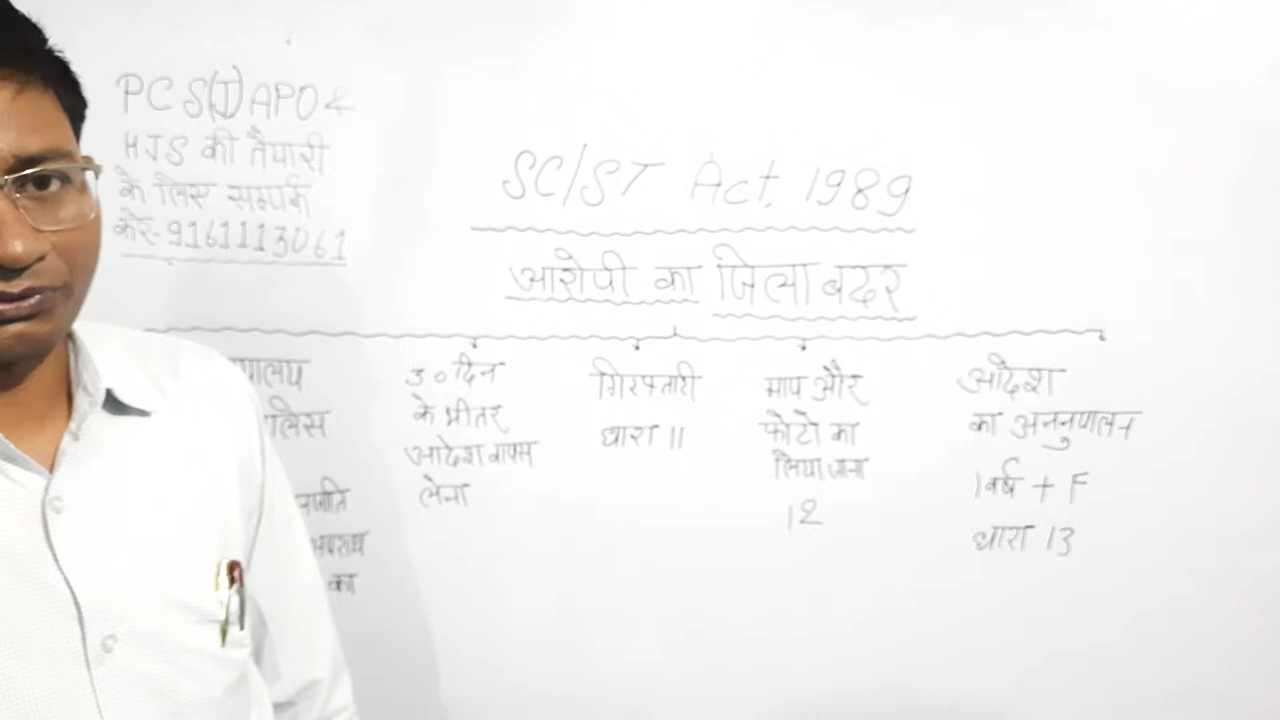 PCS(J) APO &
HJS की तैयारी
के लिए सम्पर्क
करें-9161113061
SC/ST Act. 1989
आरोपी का जिला बदर
30 दिन
के भीतर
आदेश वापस
लेना
गिरफ्तारी
धारा 11
माप और
फोटो का
लिया जाना
12
आदेश
का अननुपालन
1 वर्ष + F
धारा 13